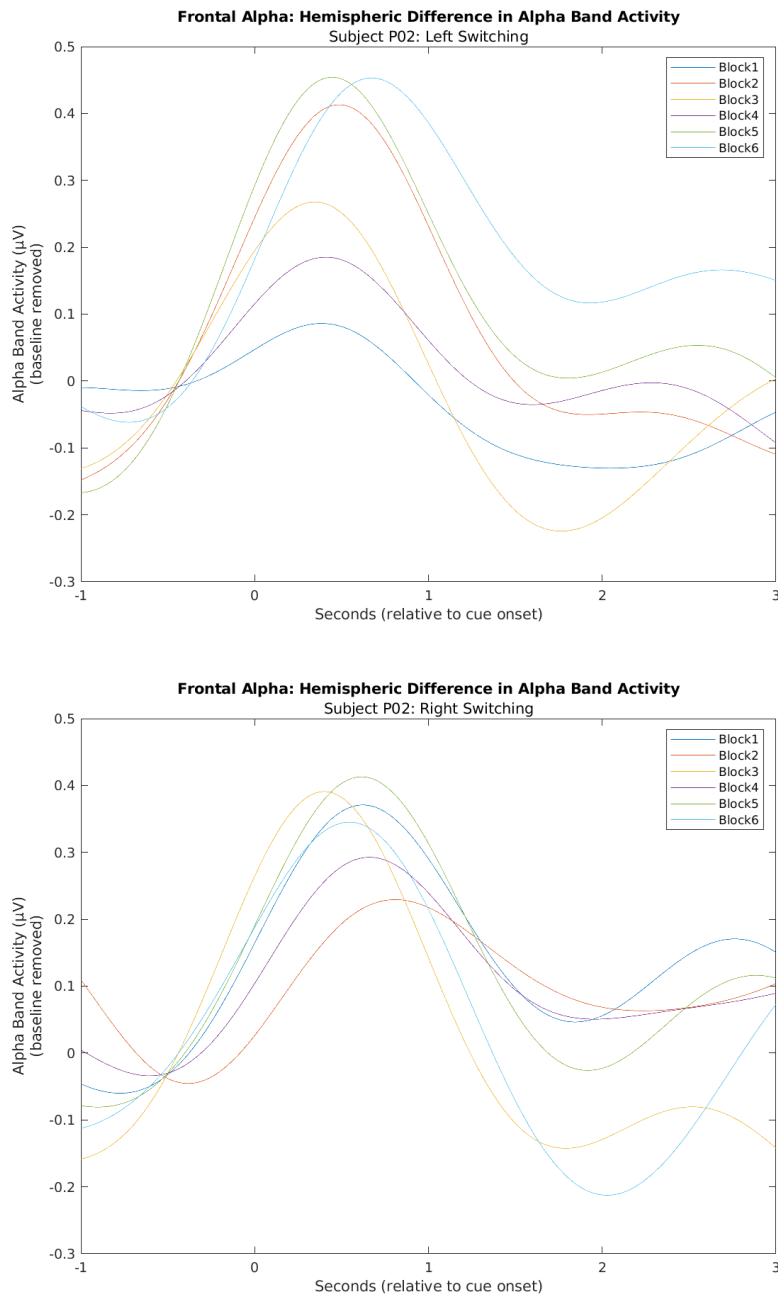 Frontal Alpha: Hemispheric Difference in Alpha Band Activity
Subject P02: Left Switching
0.5
0.4
0.3
0.2
0.1
0
-0.1
-0.2
-0.3
Alpha Band Activity (µV)
(baseline removed)
Block1
Block2
Block3
Block4
Block5
Block6
-1 0 1 2 3
Seconds (relative to cue onset)
Frontal Alpha: Hemispheric Difference in Alpha Band Activity
Subject P02: Right Switching
0.5
0.4
0.3
0.2
0.1
0
-0.1
-0.2
-0.3
Alpha Band Activity (µV)
(baseline removed)
Block1
Block2
Block3
Block4
Block5
Block6
-1 0 1 2 3
Seconds (relative to cue onset)